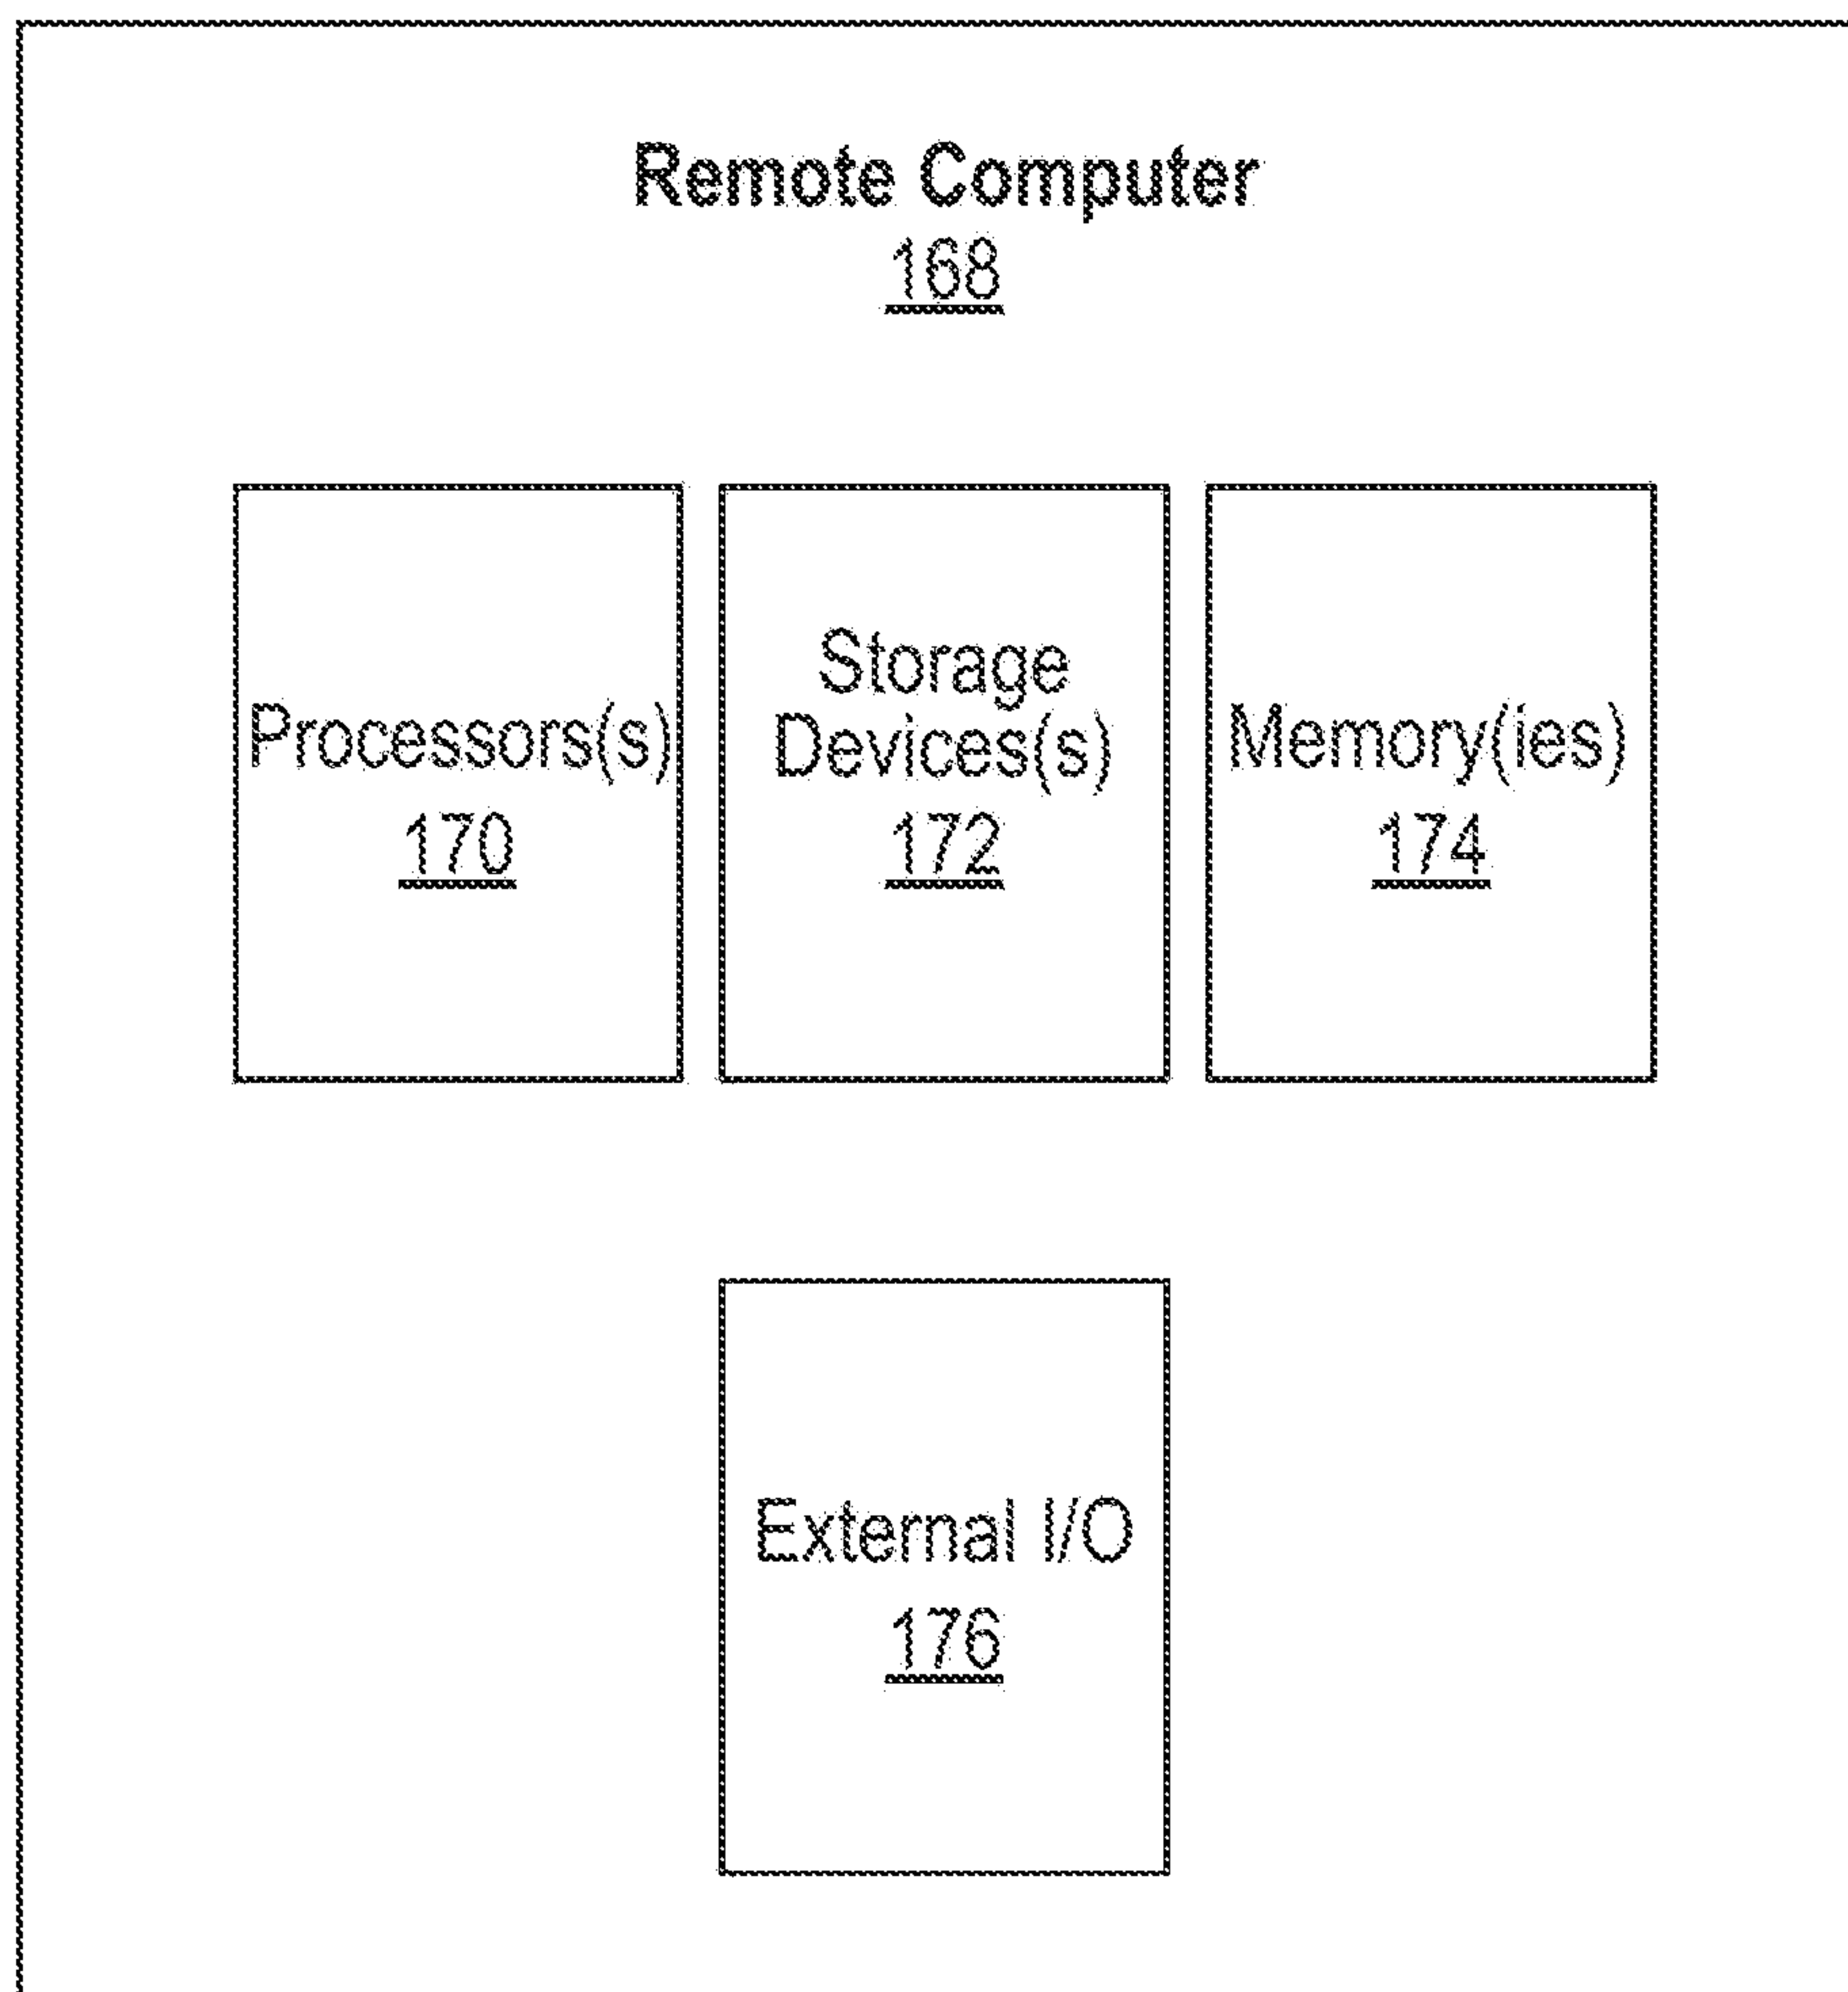 Remote Computer
168
Processors(s)
170
Storage
Devices(s)
172
Memory(ies)
174
External I/O
176